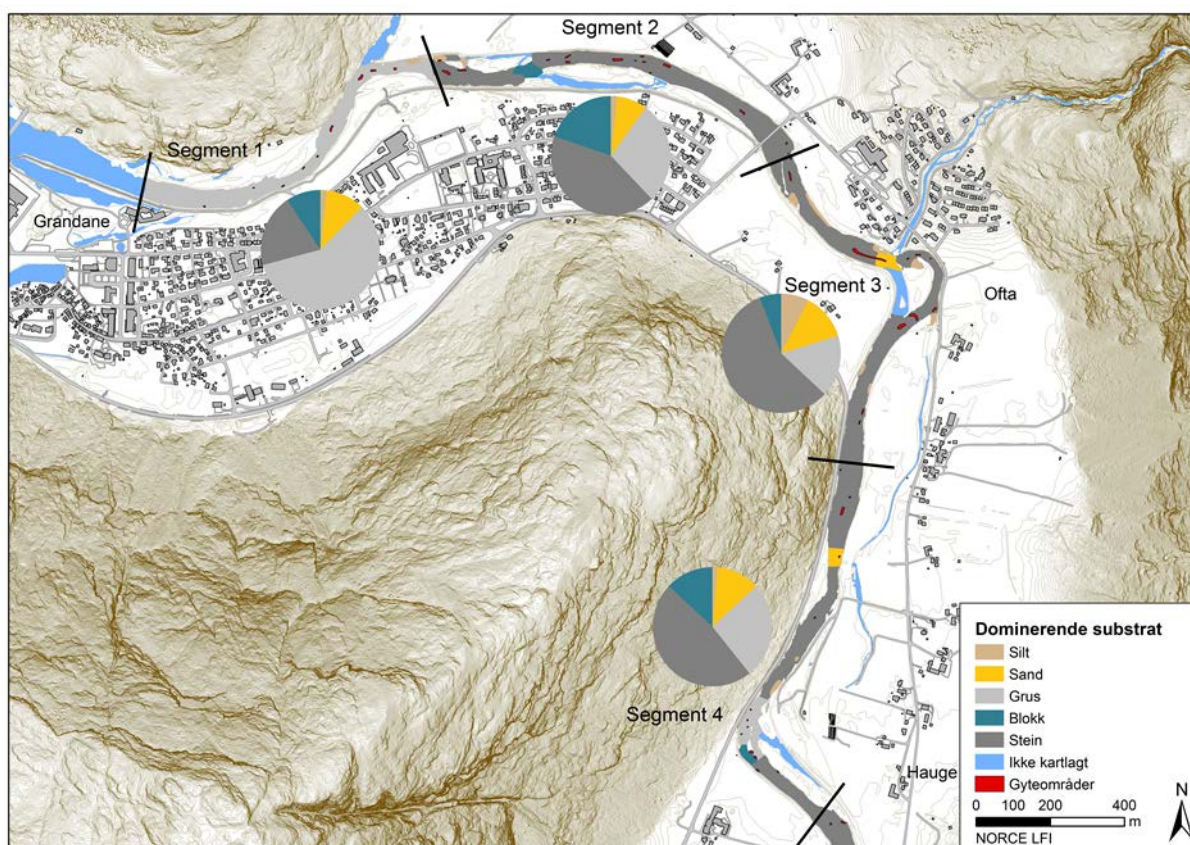 Segment 2
Segment 1
Grandane
Segment 3
Ofta
Segment 4
Hauge
Dominerende substrat
Silt
Sand
Grus
Blokk
Stein
Ikke kartlagt
Gyteområder
N
0 100 200 400
m
NORCE LFI